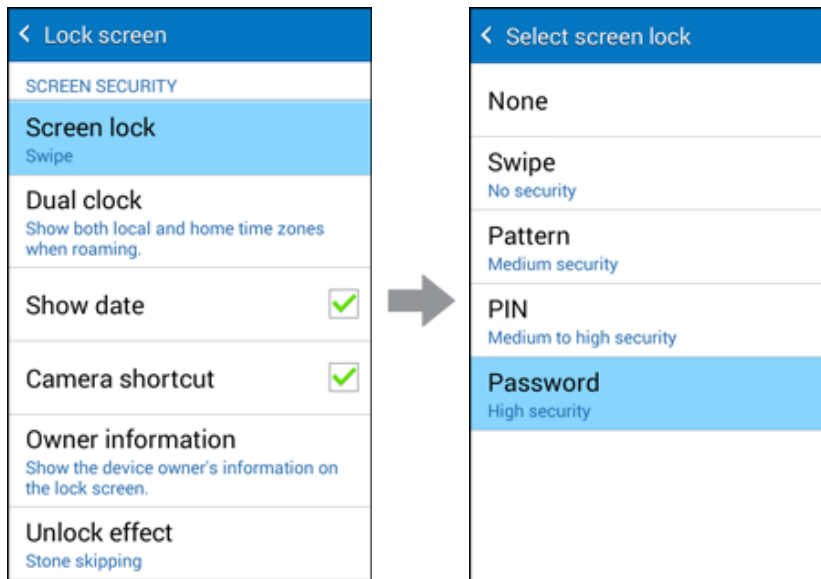 Lock screen
SCREEN SECURITY
Screen lock
Swipe
Dual clock
Show both local and home time zones
when roaming.
Show date
Camera shortcut
Owner information
Show the device owner's information on
the lock screen.
Unlock effect
Stone skipping
Select screen lock
None
Swipe
No security
Pattern
Medium security
PIN
Medium to high security
Password
High security